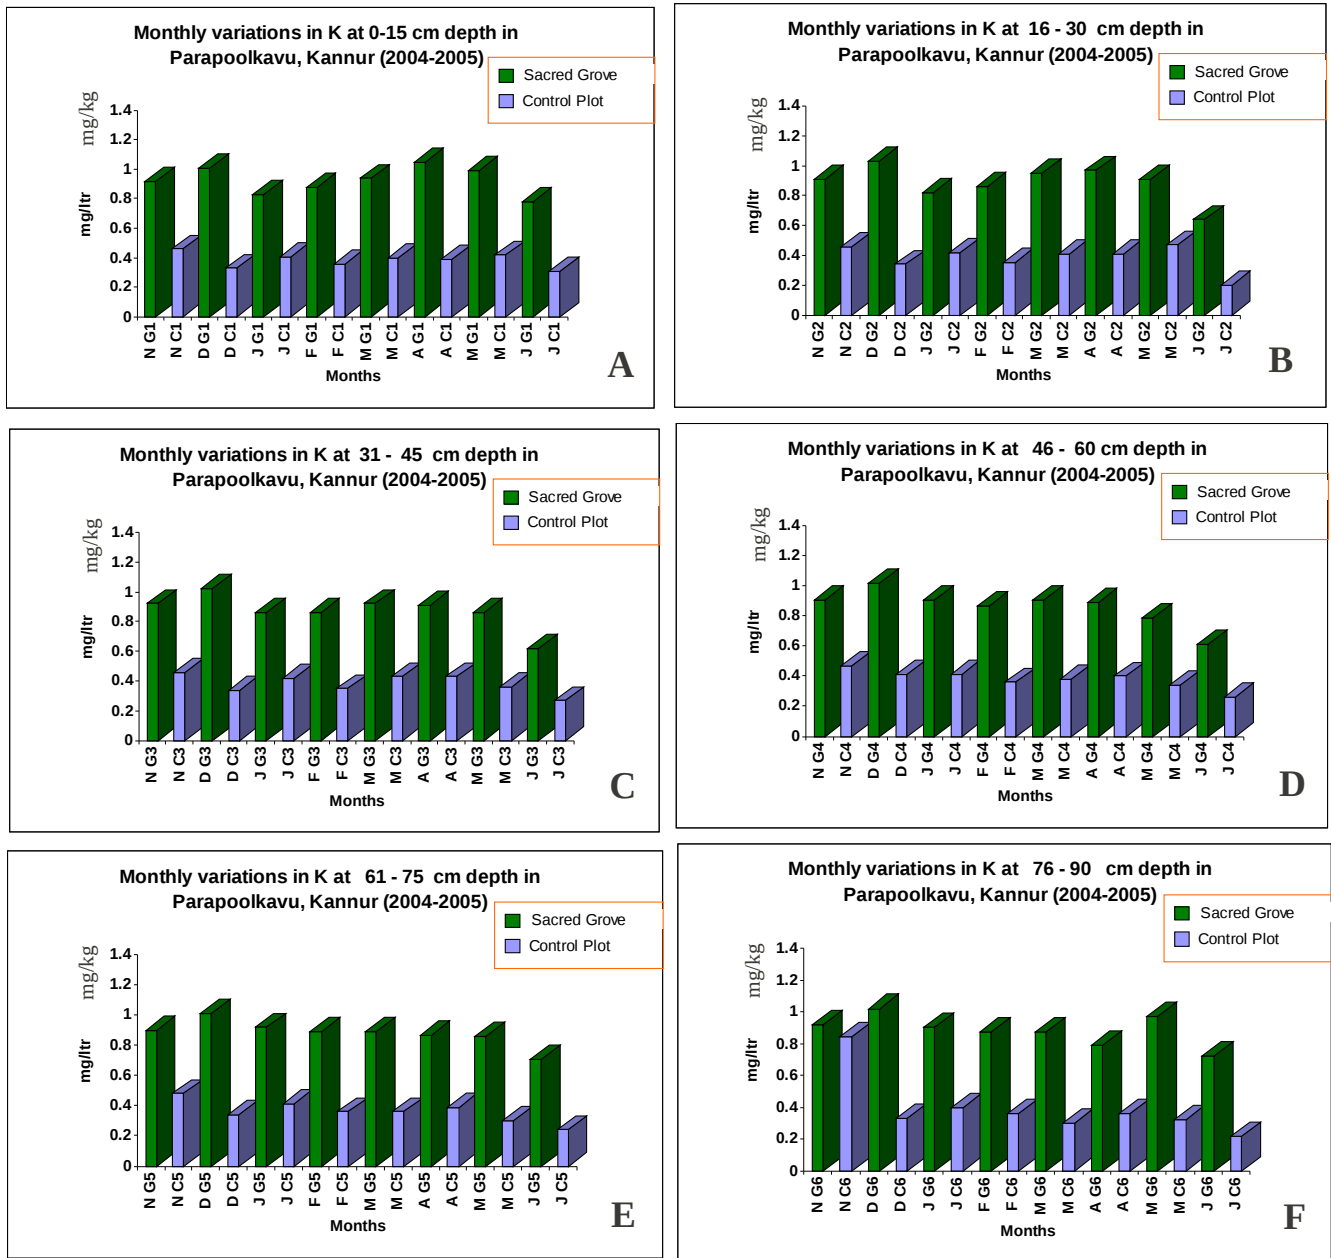 Monthly variations in K at 0-15 cm depth in
Parapoolkavu, Kannur (2004-2005)
Sacred Grove
Control Plot
mg/kg
mg/ltr
1.4
1.2
1
0.8
0.6
0.4
0.2
0
N G1
N C1
D G1
D C1
J G1
J C1
F G1
F C1
M G1
M C1
A G1
A C1
M G1
M C1
J G1
J C1
Months
A
Monthly variations in K at 16 - 30 cm depth in
Parapoolkavu, Kannur (2004-2005)
Sacred Grove
Control Plot
mg/kg
mg/ltr
1.4
1.2
1
0.8
0.6
0.4
0.2
0
N G2
N C2
D G2
D C2
J G2
J C2
F G2
F C2
M G2
M C2
A G2
A C2
M G2
M C2
J G2
J C2
Months
B
Monthly variations in K at 31 - 45 cm depth in
Parapoolkavu, Kannur (2004-2005)
Sacred Grove
Control Plot
mg/kg
mg/ltr
1.4
1.2
1
0.8
0.6
0.4
0.2
0
N G3
N C3
D G3
D C3
J G3
J C3
F G3
F C3
M G3
M C3
A G3
A C3
M G3
M C3
J G3
J C3
Months
C
Monthly variations in K at 46 - 60 cm depth in
Parapoolkavu, Kannur (2004-2005)
Sacred Grove
Control Plot
mg/kg
mg/ltr
1.4
1.2
1
0.8
0.6
0.4
0.2
0
N G4
N C4
D G4
D C4
J G4
J C4
F G4
F C4
M G4
M C4
A G4
A C4
M G4
M C4
J G4
J C4
Months
D
Monthly variations in K at 61 - 75 cm depth in
Parapoolkavu, Kannur (2004-2005)
Sacred Grove
Control Plot
mg/kg
mg/ltr
1.4
1.2
1
0.8
0.6
0.4
0.2
0
N G5
N C5
D G5
D C5
J G5
J C5
F G5
F C5
M G5
M C5
A G5
A C5
M G5
M C5
J G5
J C5
Months
E
Monthly variations in K at 76 - 90 cm depth in
Parapoolkavu, Kannur (2004-2005)
Sacred Grove
Control Plot
mg/kg
mg/ltr
1.4
1.2
1
0.8
0.6
0.4
0.2
0
N G6
N C6
D G6
D C6
J G6
J C6
F G6
F C6
M G6
M C6
A G6
A C6
M G6
M C6
J G6
J C6
Months
F